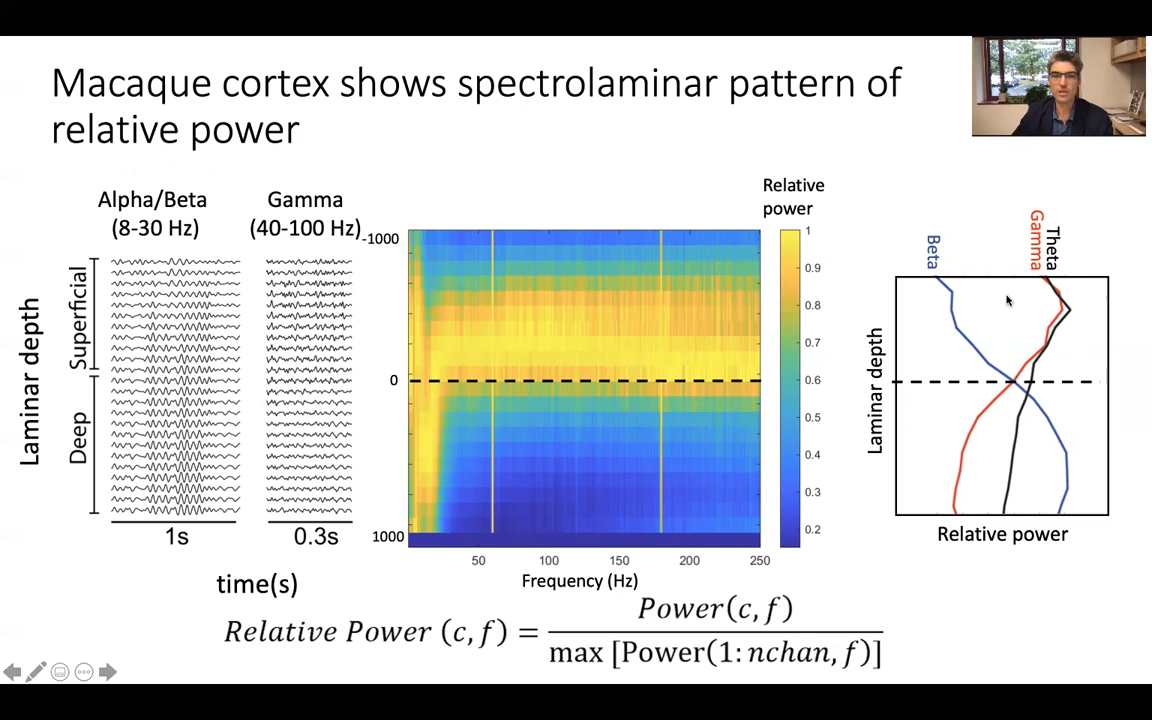 Macaque cortex shows spectrolaminar pattern of
relative power
Alpha/Beta
(8-30 Hz)
Gamma
(40-100 Hz)
Laminar depth
Superficial
Deep
1s
0.3s
time(s)
-1000
0
1000
50
100
150
200
250
Frequency (Hz)
Relative
power
1
0.9
0.8
0.7
0.6
0.5
0.4
0.3
0.2
Beta
Gamma
Theta
Laminar depth
Relative power
Relative Power (c, f) = Power(c, f) / max [Power(1: nchan, f)]